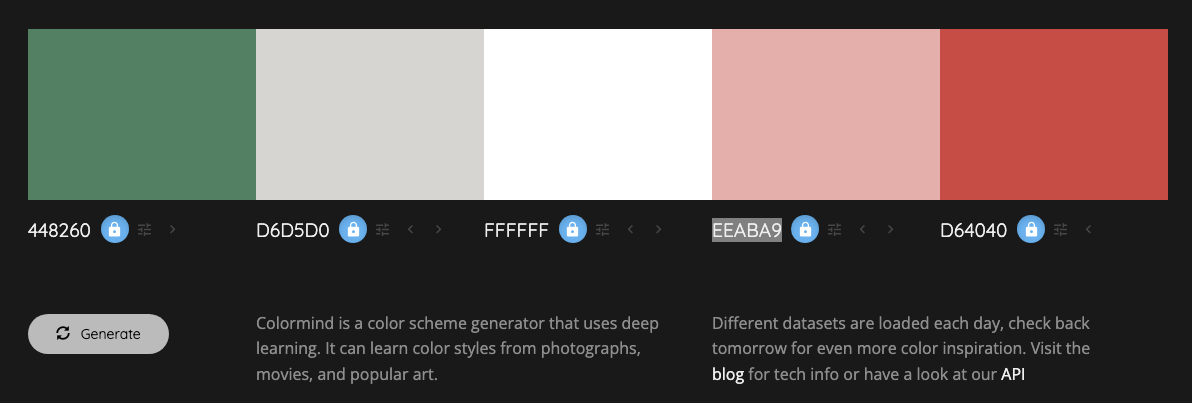 448260
D6D5D0
FFFFFF
EEABA9
D64040
Generate
Colormind is a color scheme generator that uses deep
learning. It can learn color styles from photographs,
movies, and popular art.
Different datasets are loaded each day, check back
tomorrow for even more color inspiration. Visit the
blog for tech info or have a look at our API